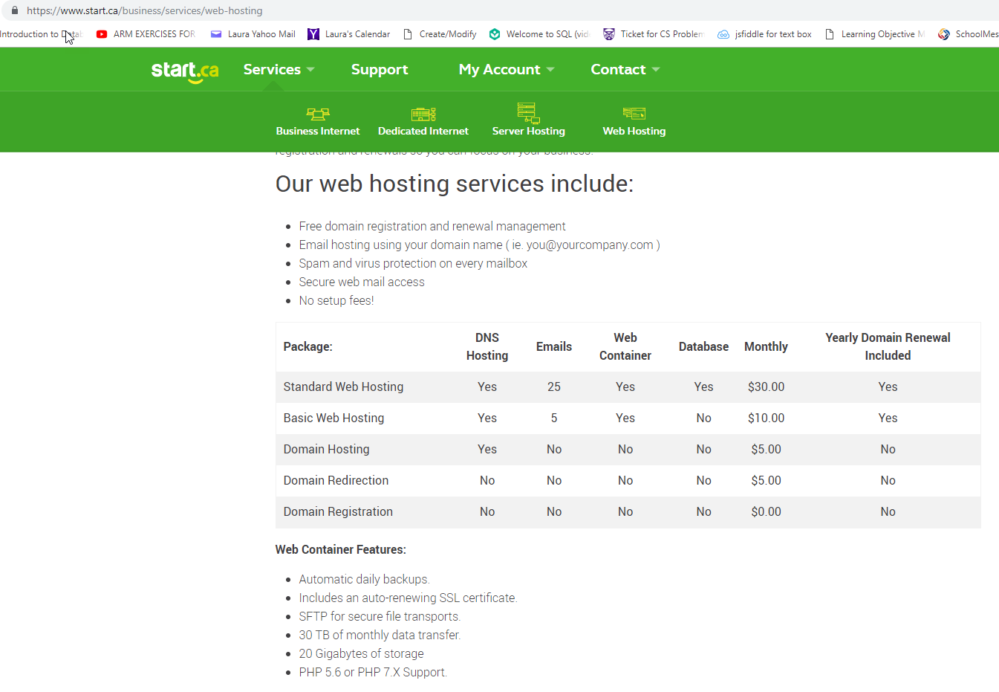 https://www.start.ca/business/services/web-hosting
Introduction to Datab ARM EXERCISES FOR Laura Yahoo Mail Laura's Calendar Create/Modify Welcome to SQL (vide Ticket for CS Problem jsfiddle for text box Learning Objective M SchoolMes
start.ca Services Support My Account Contact
Business Internet Dedicated Internet Server Hosting Web Hosting
registration and renewals so you can focus on your business.
Our web hosting services include:
Free domain registration and renewal management
Email hosting using your domain name ( ie. you@yourcompany.com )
Spam and virus protection on every mailbox
Secure web mail access
No setup fees!
Package: DNS Hosting Emails Web Container Database Monthly Yearly Domain Renewal Included
Standard Web Hosting Yes 25 Yes Yes $30.00 Yes
Basic Web Hosting Yes 5 Yes No $10.00 Yes
Domain Hosting Yes No No No $5.00 No
Domain Redirection No No No No $5.00 No
Domain Registration No No No No $0.00 No
Web Container Features:
Automatic daily backups.
Includes an auto-renewing SSL certificate.
SFTP for secure file transports.
30 TB of monthly data transfer.
20 Gigabytes of storage
PHP 5.6 or PHP 7.X Support.